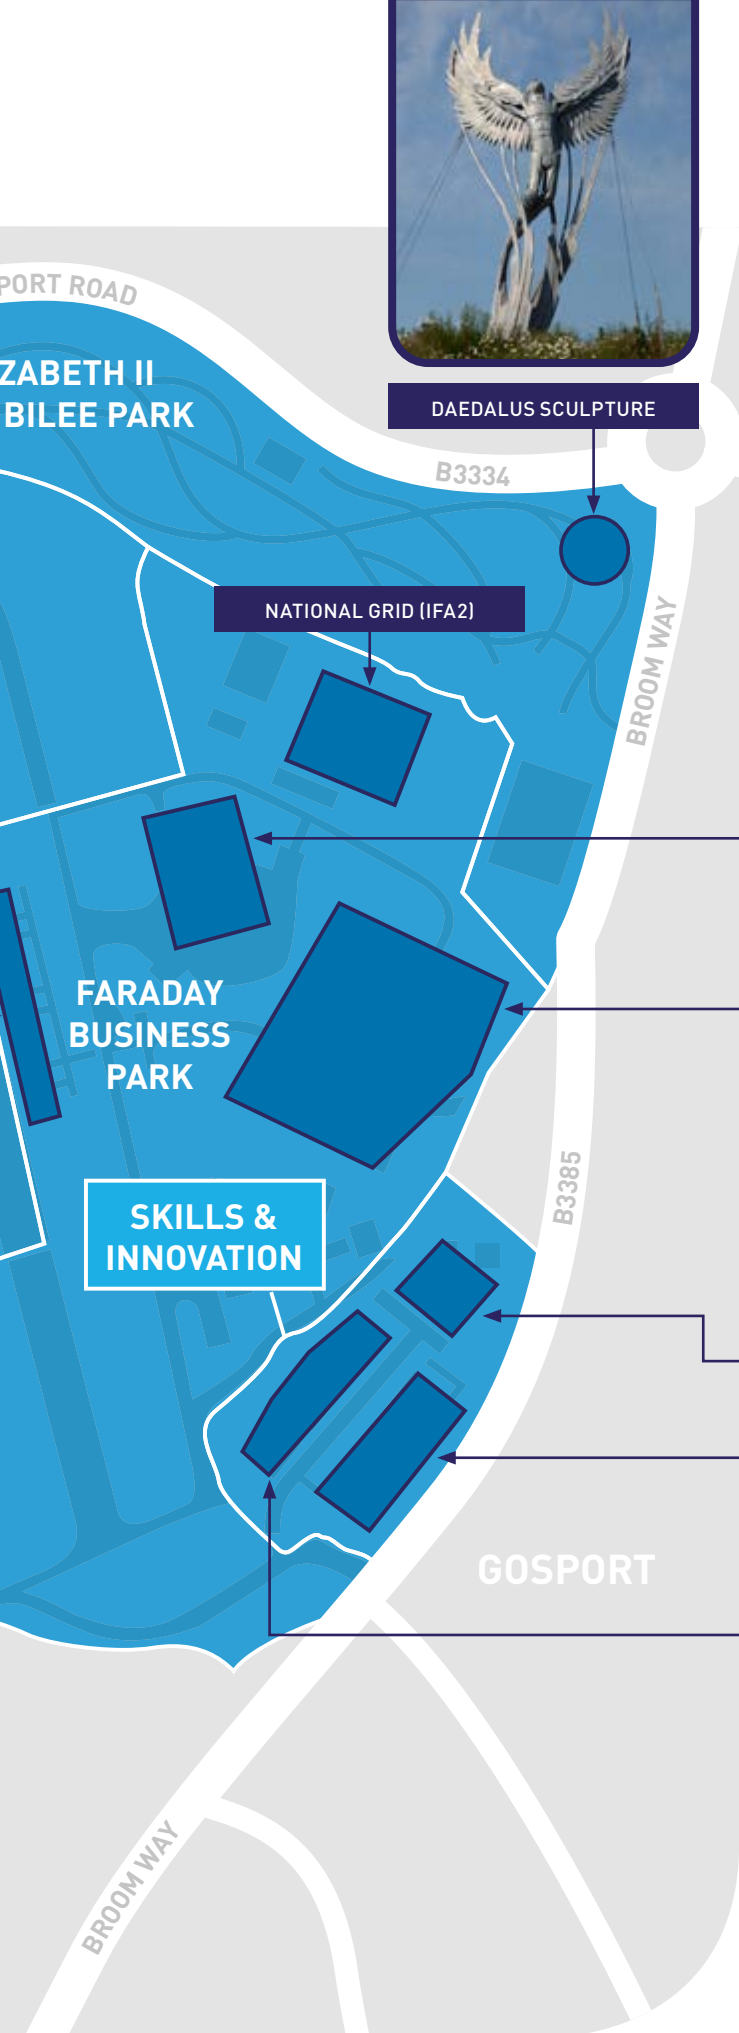 PORT ROAD
ZABETH II
BILEE PARK
DAEDALUS SCULPTURE
B3334
NATIONAL GRID (IFA2)
BROOM WAY
FARADAY
BUSINESS
PARK
B3385
SKILLS &
INNOVATION
GOSPORT
BROOM WAY